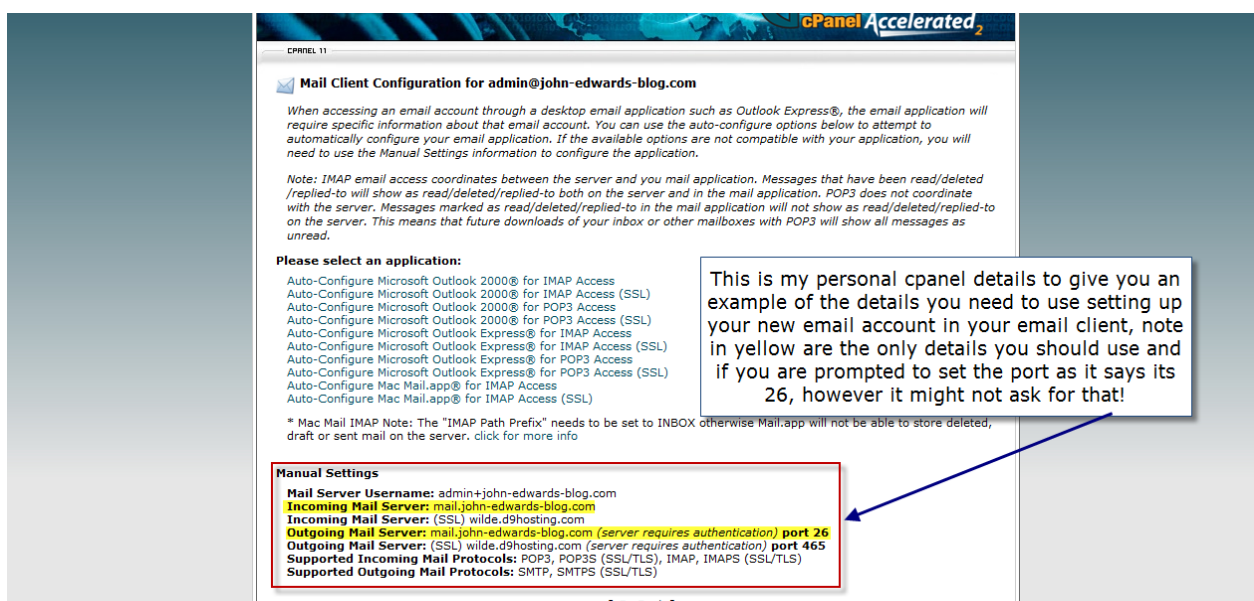 cPanel Accelerated2
CPANEL 11
Mail Client Configuration for admin@john-edwards-blog.com
When accessing an email account through a desktop email application such as Outlook Express®, the email application will
require specific information about that email account. You can use the auto-configure options below to attempt to
automatically configure your email application. If the available options are not compatible with your application, you will
need to use the Manual Settings information to configure the application.
Note: IMAP email access coordinates between the server and you mail application. Messages that have been read/deleted
/replied-to will show as read/deleted/replied-to both on the server and in the mail application. POP3 does not coordinate
with the server. Messages marked as read/deleted/replied-to in the mail application will not show as read/deleted/replied-to
on the server. This means that future downloads of your inbox or other mailboxes with POP3 will show all messages as
unread.
Please select an application:
Auto-Configure Microsoft Outlook 2000® for IMAP Access
Auto-Configure Microsoft Outlook 2000® for IMAP Access (SSL)
Auto-Configure Microsoft Outlook 2000® for POP3 Access
Auto-Configure Microsoft Outlook 2000® for POP3 Access (SSL)
Auto-Configure Microsoft Outlook Express® for IMAP Access
Auto-Configure Microsoft Outlook Express® for IMAP Access (SSL)
Auto-Configure Microsoft Outlook Express® for POP3 Access
Auto-Configure Microsoft Outlook Express® for POP3 Access (SSL)
Auto-Configure Mac Mail.app® for IMAP Access
Auto-Configure Mac Mail.app® for IMAP Access (SSL)
This is my personal cpanel details to give you an
example of the details you need to use setting up
your new email account in your email client, note
in yellow are the only details you should use and
if you are prompted to set the port as it says its
26, however it might not ask for that!
* Mac Mail IMAP Note: The "IMAP Path Prefix" needs to be set to INBOX otherwise Mail.app will not be able to store deleted,
draft or sent mail on the server. click for more info
Manual Settings
Mail Server Username: admin+john-edwards-blog.com
Incoming Mail Server: mail.john-edwards-blog.com
Incoming Mail Server: (SSL) wilde.d9hosting.com
Outgoing Mail Server: mail.john-edwards-blog.com (server requires authentication) port 26
Outgoing Mail Server: (SSL) wilde.d9hosting.com (server requires authentication) port 465
Supported Incoming Mail Protocols: POP3, POP3S (SSL/TLS), IMAP, IMAPS (SSL/TLS)
Supported Outgoing Mail Protocols: SMTP, SMTPS (SSL/TLS)